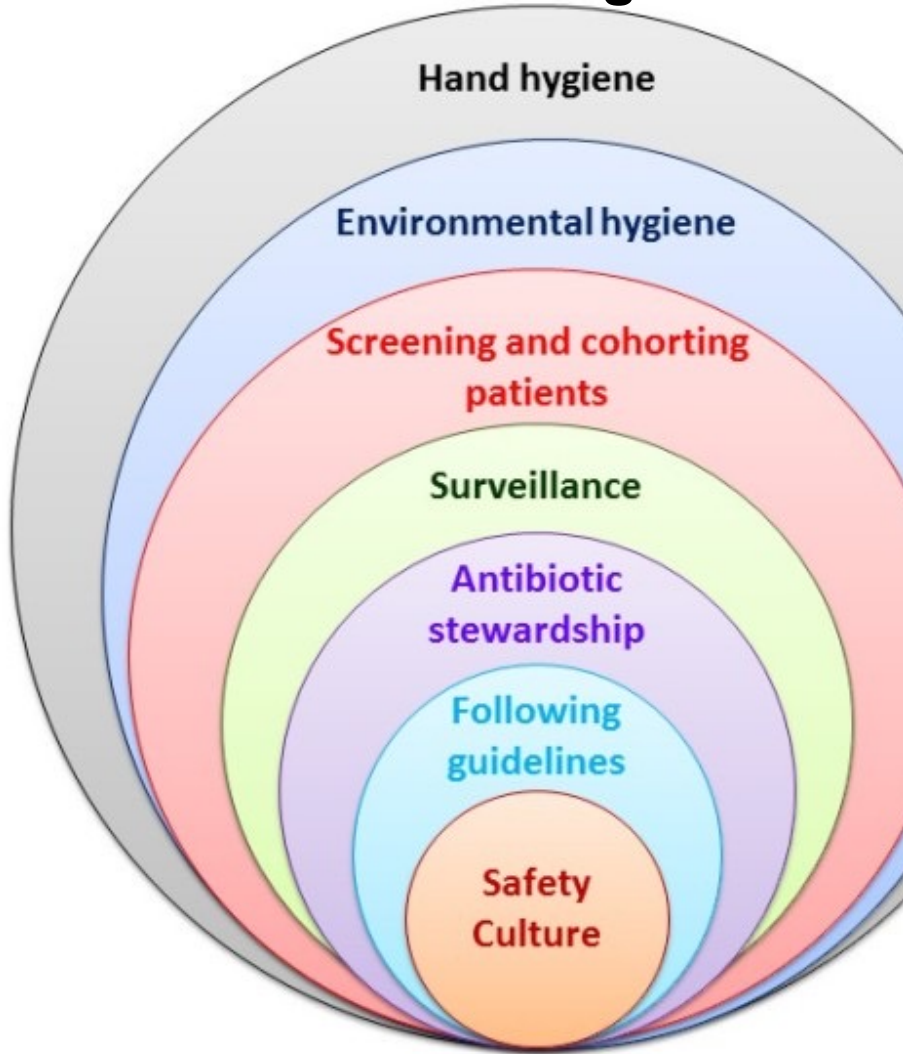 Hand hygiene
Environmental hygiene
Screening and cohorting
patients
Surveillance
Antibiotic
stewardship
Following
guidelines
Safety
Culture